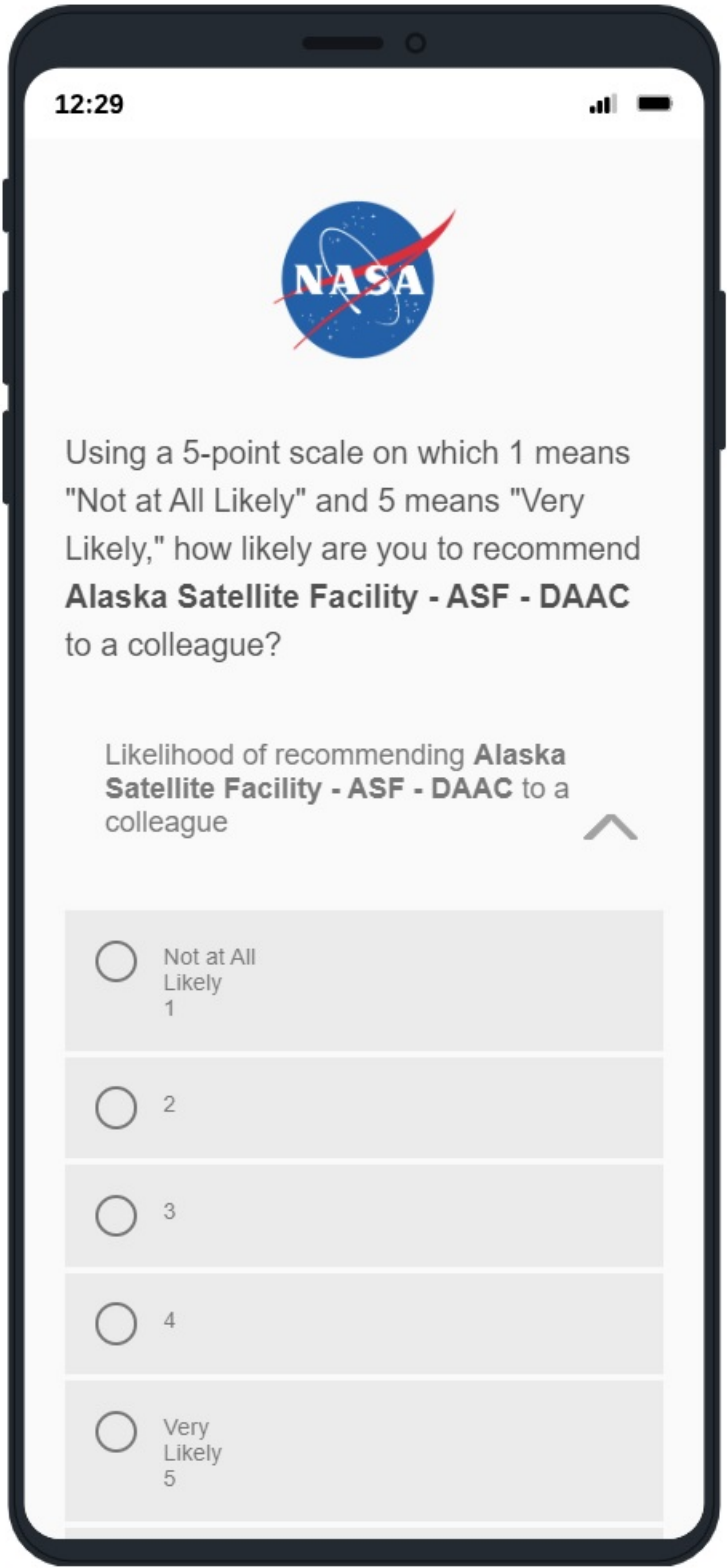 12:29
NASA
Using a 5-point scale on which 1 means
"Not at All Likely" and 5 means "Very
Likely," how likely are you to recommend
Alaska Satellite Facility - ASF - DAAC
to a colleague?
Likelihood of recommending Alaska
Satellite Facility - ASF - DAAC to a
colleague
Not at All
Likely
1
2
3
4
Very
Likely
5